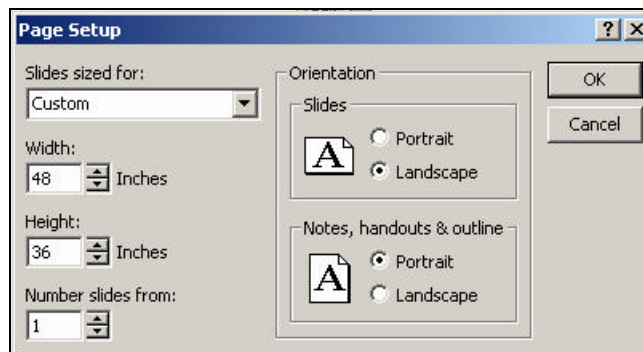 Page Setup
Slides sized for:
Custom
Width:
48 Inches
Height:
36 Inches
Number slides from:
1
Orientation
Slides
A
Portrait
Landscape
Notes, handouts & outline
A
Portrait
Landscape
OK
Cancel